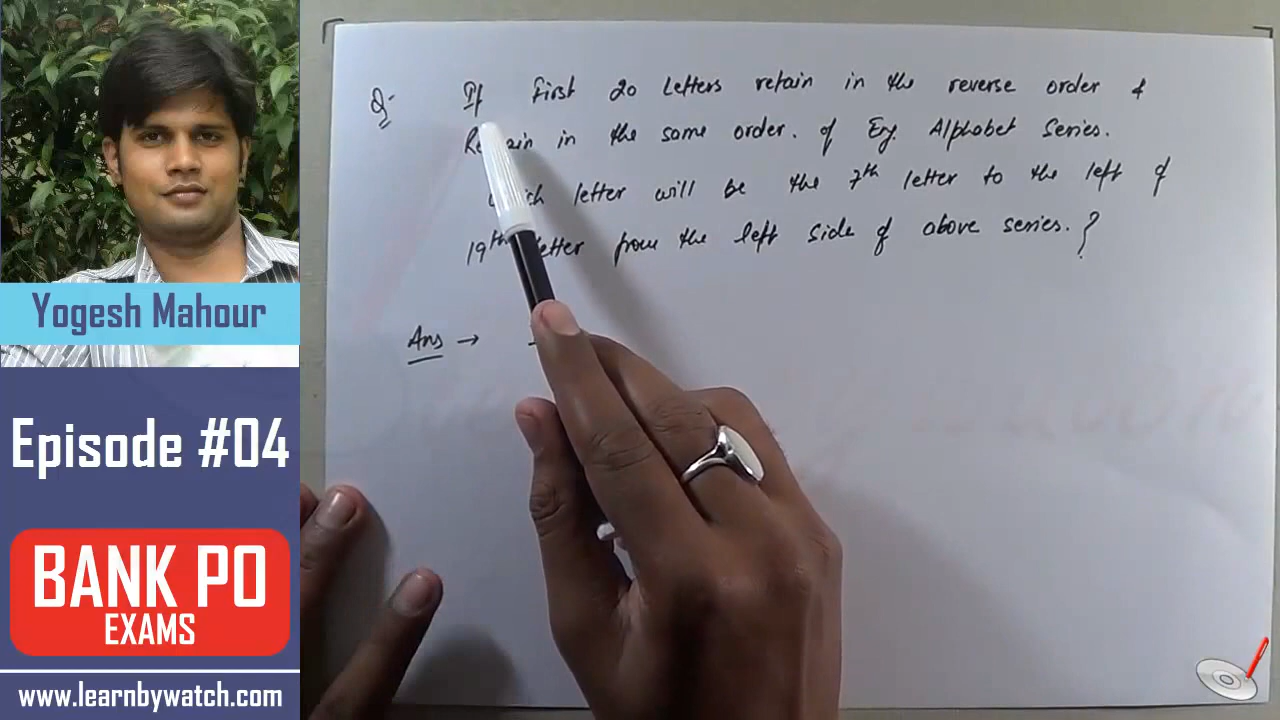 Q- If First 20 Letters retain in the reverse order &
in the same order. of Eng. Alphabet Series.
letter will be the 7th letter to the left of
19th letter from the left side of above series. ?
Ans →
Yogesh Mahour
Episode #04
BANK PO
EXAMS
www.learnbywatch.com